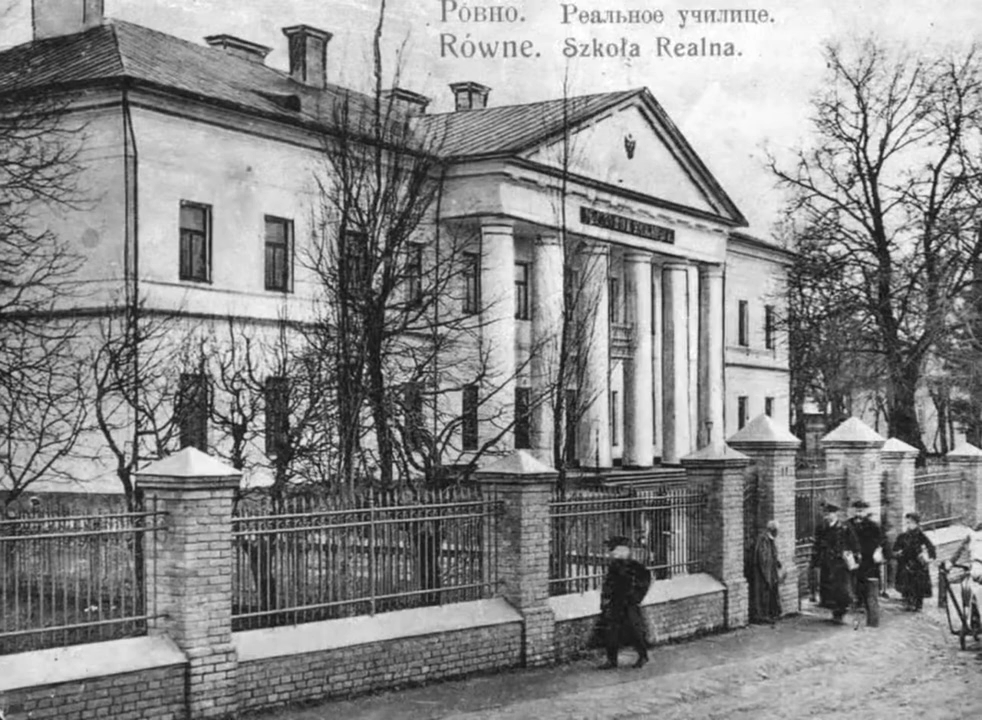 Ровно. Реальное училище.
Równe. Szkoła Realna.